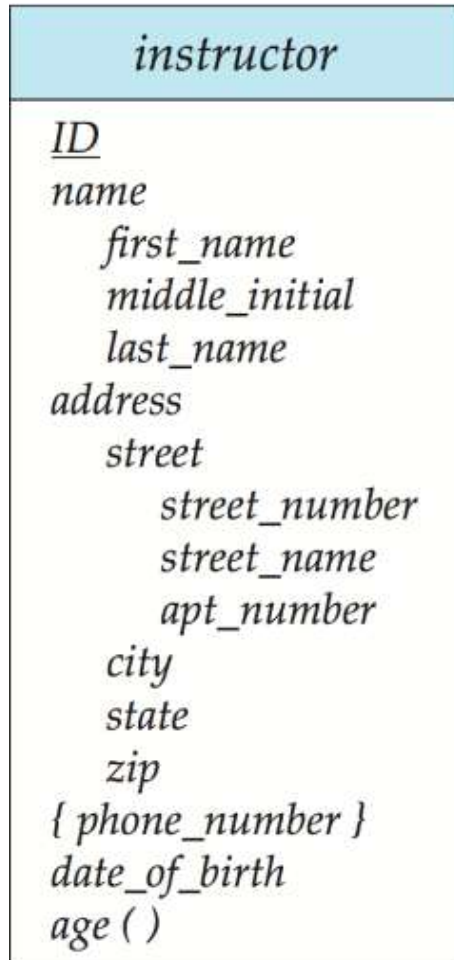 instructor
ID
name
first_name
middle_initial
last_name
address
street
street_number
street_name
apt_number
city
state
zip
{ phone_number }
date_of_birth
age ( )